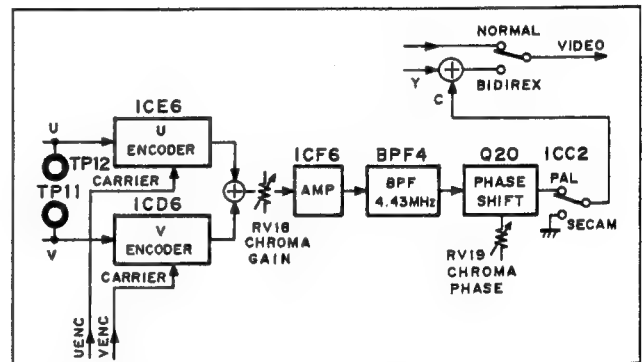 NORMAL
VIDEO
Y
BIDIREX
C
ICE6
U
U
ENCODER
TP12
TP11
CARRIER
ICD6
V
V
ENCODER
CARRIER
RV18
CHROMA
GAIN
ICF6
AMP
BPF4
BPF
4.43MHz
Q20
PHASE
SHIFT
RV19
CHROMA
PHASE
ICC2
PAL
SECAM
UENC
VENC